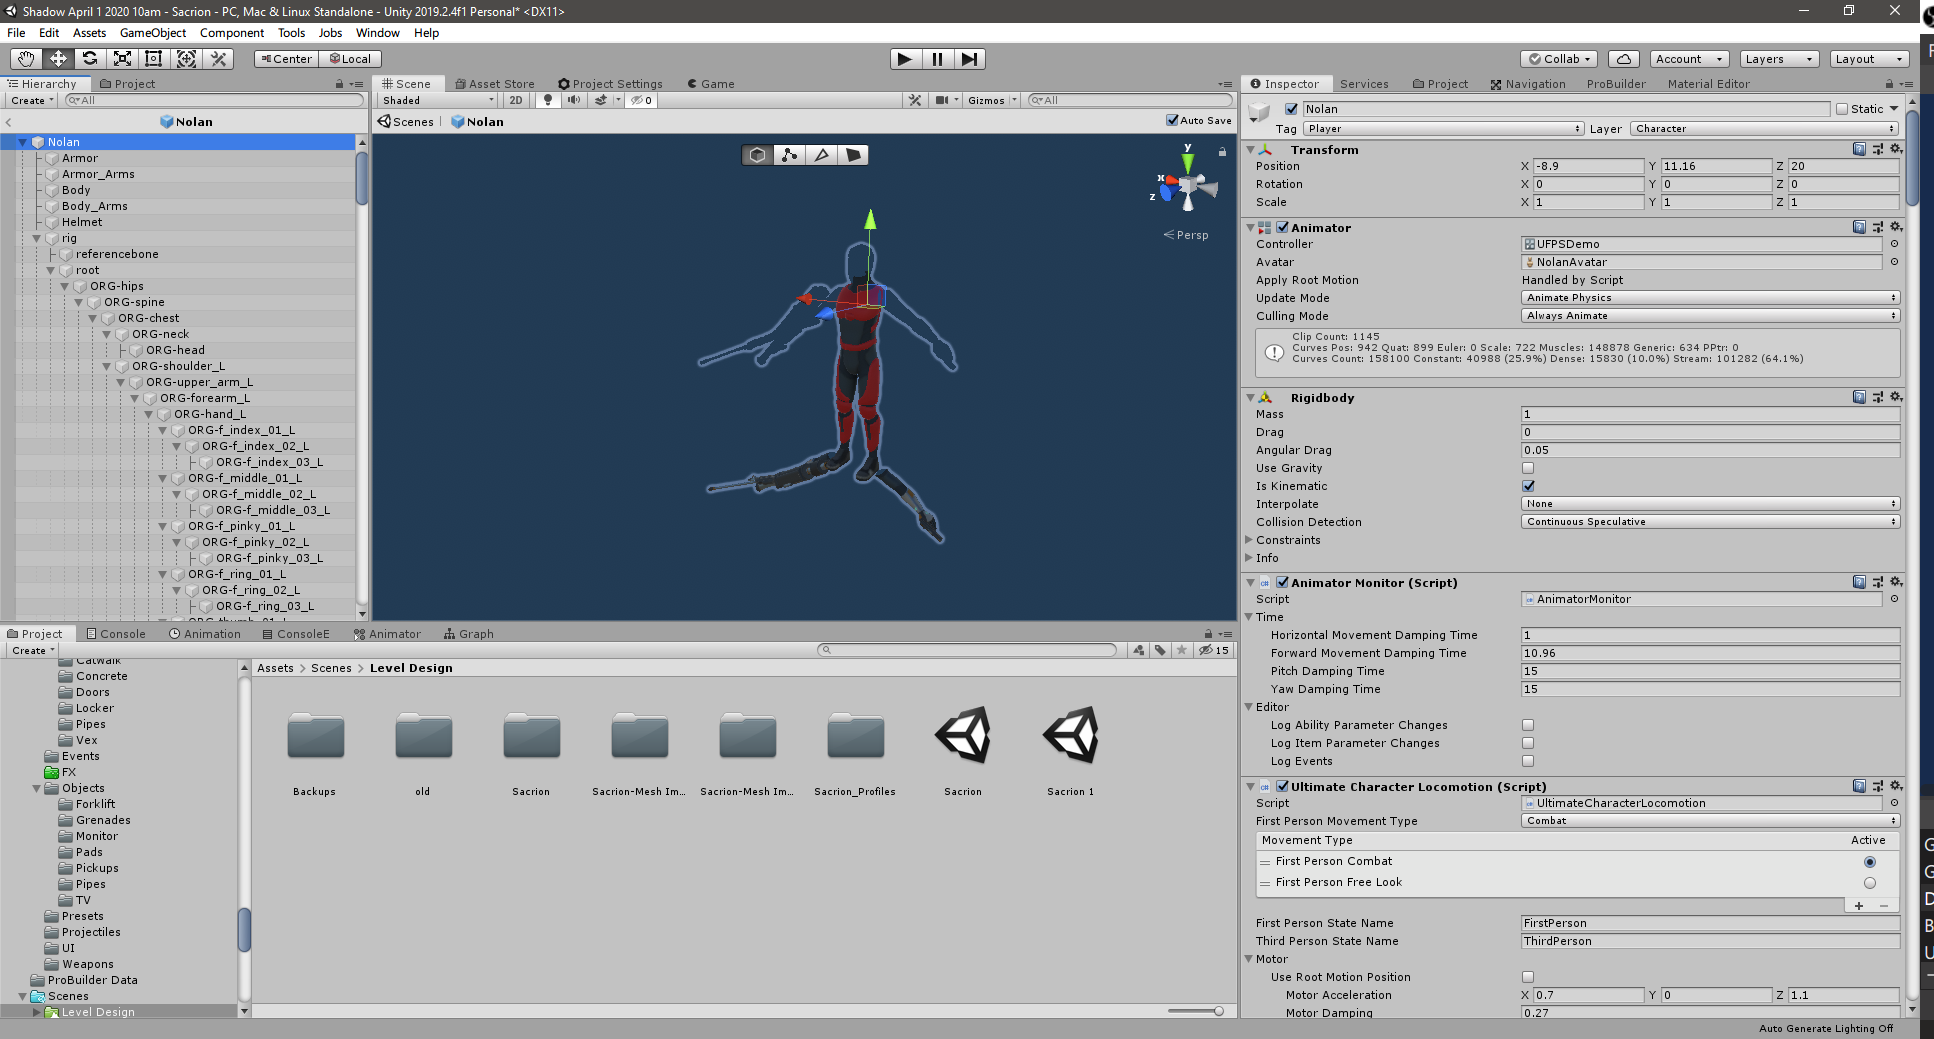 Shadow April 1 2020 10am - Sacrion - PC, Mac & Linux Standalone - Unity 2019.2.4f1 Personal* <DX11>
File Edit Assets GameObject Component Tools Jobs Window Help
Center Local Collab Account Layers Layout
Hierarchy Project
Create All
Nolan
Nolan
Armor
Armor_Arms
Body
Body_Arms
Helmet
rig
referencebone
root
ORG-hips
ORG-spine
ORG-chest
ORG-neck
ORG-head
ORG-shoulder_L
ORG-upper_arm_L
ORG-forearm_L
ORG-hand_L
ORG-f_index_01_L
ORG-f_index_02_L
ORG-f_index_03_L
ORG-f_middle_01_L
ORG-f_middle_02_L
ORG-f_middle_03_L
ORG-f_pinky_01_L
ORG-f_pinky_02_L
ORG-f_pinky_03_L
ORG-f_ring_01_L
ORG-f_ring_02_L
ORG-f_ring_03_L
Scene Asset Store Project Settings Game
Shaded 2D 0 Gizmos All
Scenes Nolan Auto Save
y
x
z
Persp
Project Console Animation ConsoleE Animator Graph
Create 15
Catwalk
Concrete
Doors
Locker
Pipes
Vex
Events
FX
Objects
Forklift
Grenades
Monitor
Pads
Pickups
Pipes
TV
Presets
Projectiles
UI
Weapons
ProBuilder Data
Scenes
Level Design
Assets > Scenes > Level Design
Backups old Sacrion Sacrion-Mesh Im... Sacrion-Mesh Im... Sacrion_Profiles Sacrion Sacrion 1
Inspector Services Project Navigation ProBuilder Material Editor
Nolan Static
Tag Player Layer Character
Transform
Position X -8.9 Y 11.16 Z 20
Rotation X 0 Y 0 Z 0
Scale X 1 Y 1 Z 1
Animator
Controller UFPSDemo
Avatar NolanAvatar
Apply Root Motion Handled by Script
Update Mode Animate Physics
Culling Mode Always Animate
Clip Count: 1145
Curves Pos: 942 Quat: 899 Euler: 0 Scale: 722 Muscles: 148878 Generic: 634 PPtr: 0
Curves Count: 158100 Constant: 40988 (25.9%) Dense: 15830 (10.0%) Stream: 101282 (64.1%)
Rigidbody
Mass 1
Drag 0
Angular Drag 0.05
Use Gravity
Is Kinematic
Interpolate None
Collision Detection Continuous Speculative
Constraints
Info
Animator Monitor (Script)
Script AnimatorMonitor
Time
Horizontal Movement Damping Time 1
Forward Movement Damping Time 10.96
Pitch Damping Time 15
Yaw Damping Time 15
Editor
Log Ability Parameter Changes
Log Item Parameter Changes
Log Events
Ultimate Character Locomotion (Script)
Script UltimateCharacterLocomotion
First Person Movement Type Combat
Movement Type Active
First Person Combat
First Person Free Look
+ −
First Person State Name FirstPerson
Third Person State Name ThirdPerson
Motor
Use Root Motion Position
Motor Acceleration X 0.7 Y 0 Z 1.1
Motor Damping 0.27
Auto Generate Lighting Off